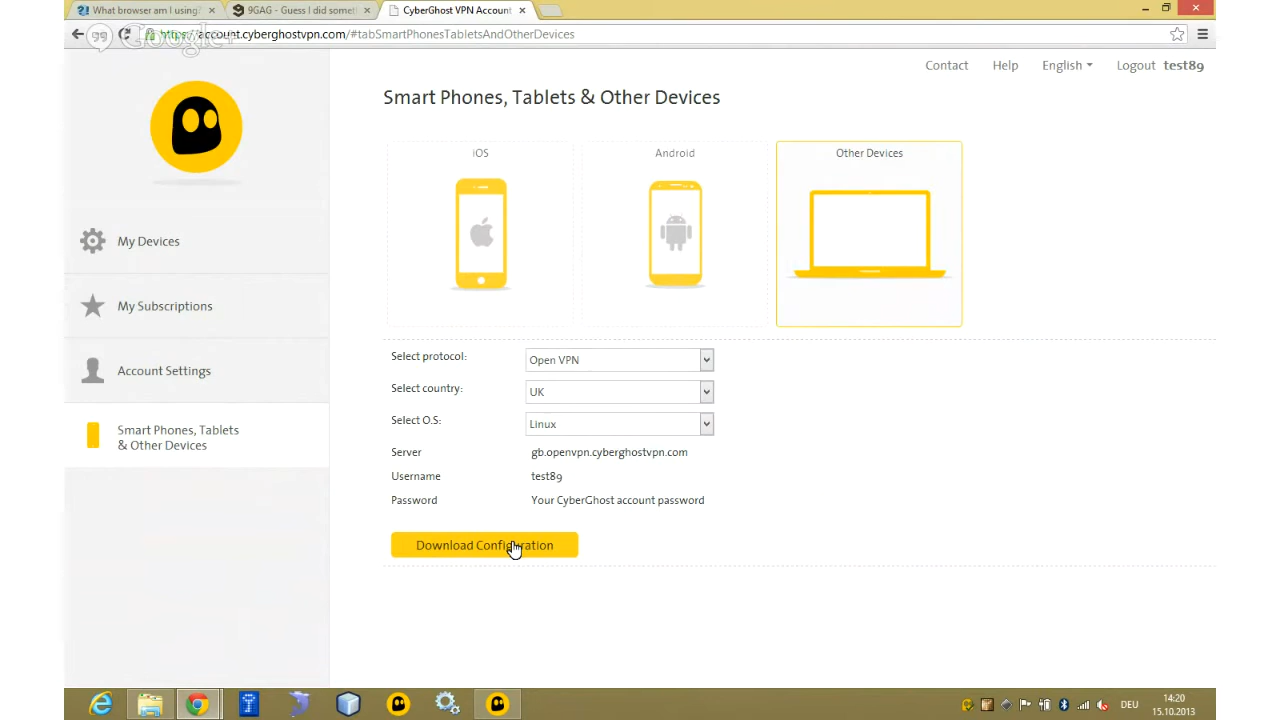 What browser am I using?
9GAG - Guess I did somet
CyberGhost VPN Account
https://account.cyberghostvpn.com/#tabSmartPhonesTabletsAndOtherDevices
Google+
Contact Help English Logout test89
Smart Phones, Tablets & Other Devices
iOS
Android
Other Devices
My Devices
My Subscriptions
Account Settings
Smart Phones, Tablets
& Other Devices
Select protocol: Open VPN
Select country: UK
Select O.S: Linux
Server gb.openvpn.cyberghostvpn.com
Username test89
Password Your CyberGhost account password
Download Configuration
DEU
14:20
15.10.2013